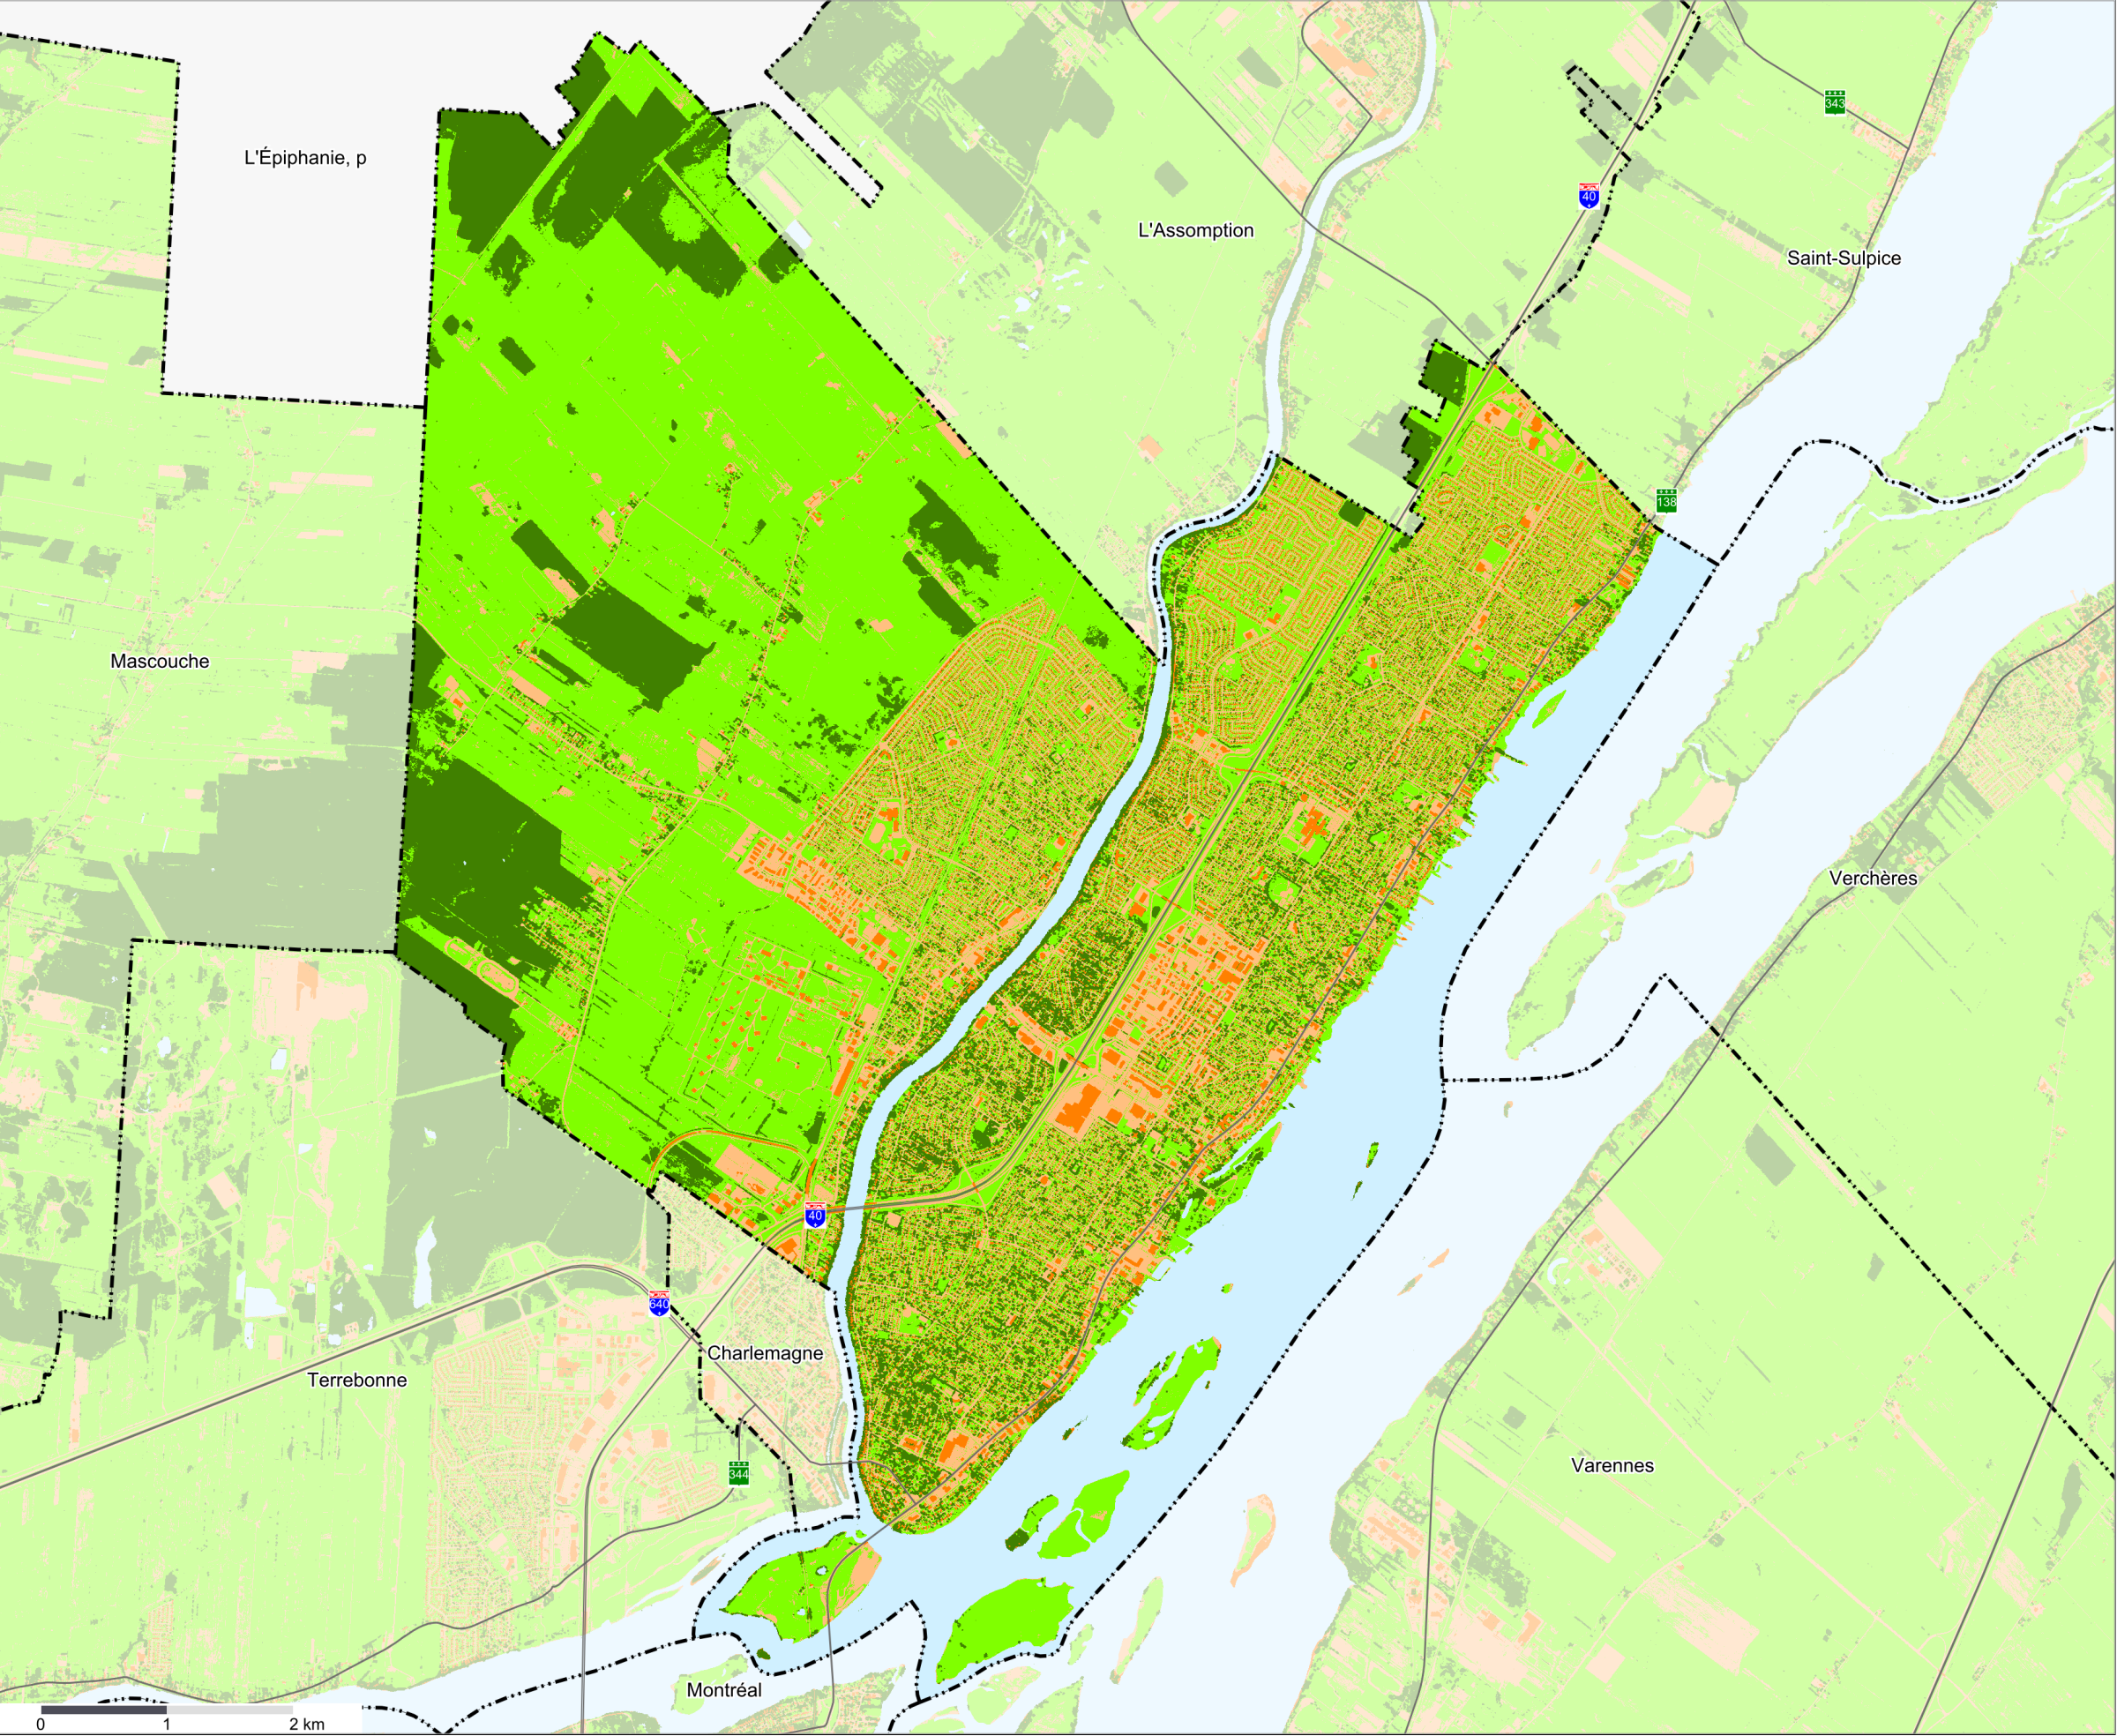 343
L'Épiphanie, p
40
L'Assomption
Saint-Sulpice
138
Mascouche
Verchères
40
640
Charlemagne
Terrebonne
Varennes
344
Montréal
0 1 2 km